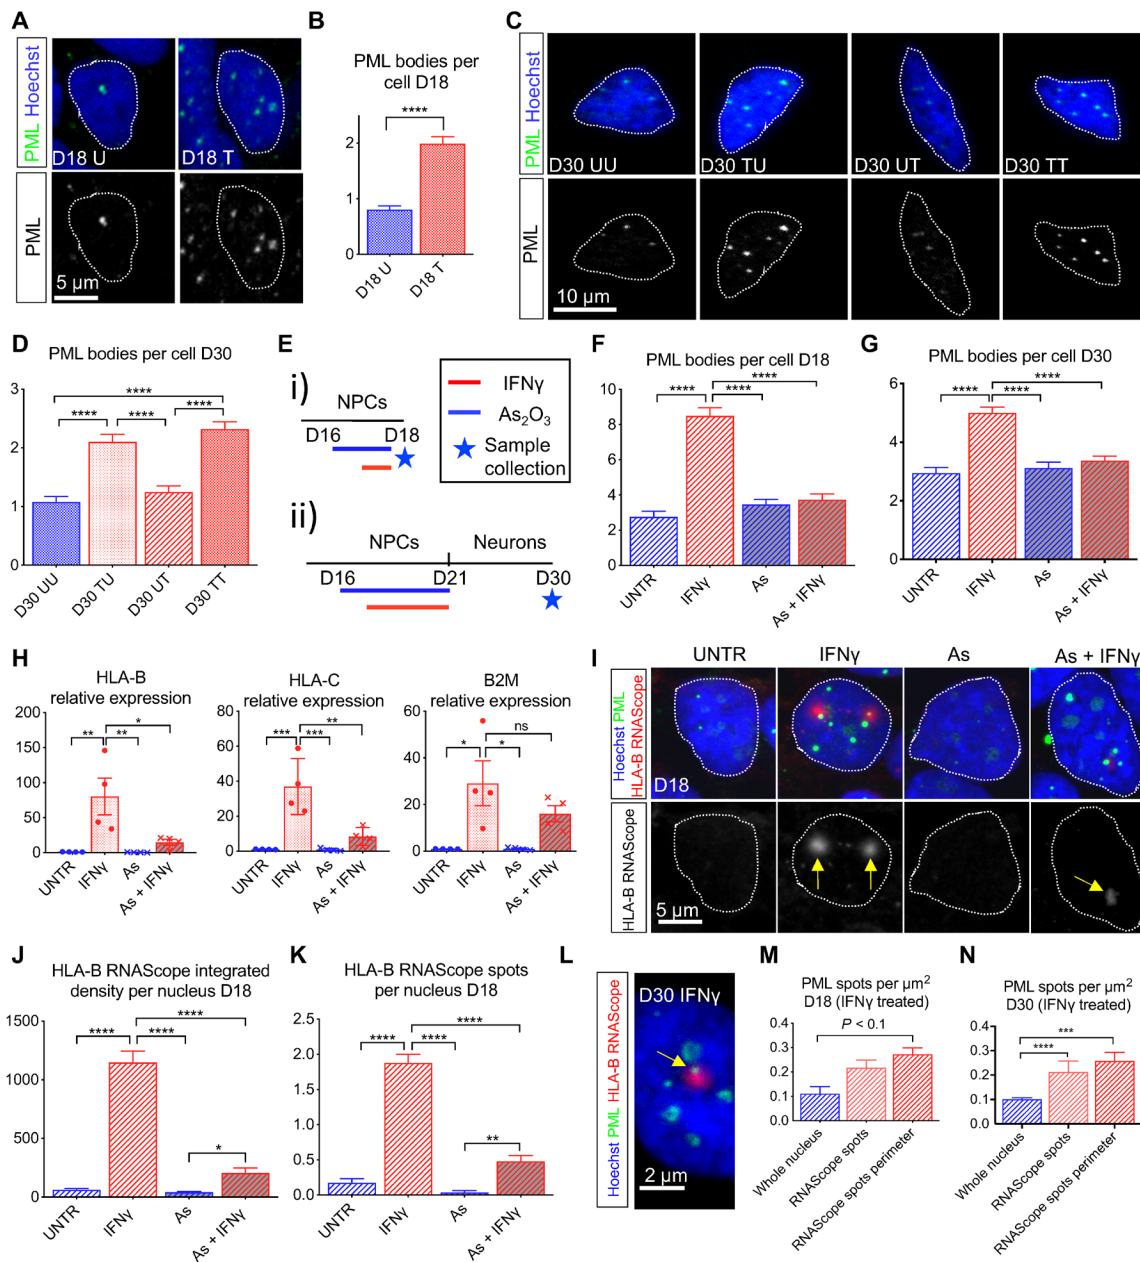 A
PML Hoechst
D18 U
D18 T
PML
5 µm
B
PML bodies per
cell D18
****
2
1
0
D18 U
D18 T
C
PML Hoechst
D30 UU
D30 TU
D30 UT
D30 TT
PML
10 µm
D
PML bodies per cell D30
****
**** **** ****
3
2
1
0
D30 UU
D30 TU
D30 UT
D30 TT
E
i)
NPCs
D16 D18
IFNγ
As₂O₃
Sample
collection
ii)
NPCs Neurons
D16 D21 D30
F
PML bodies per cell D18
****
**** ****
10
8
6
4
2
0
UNTR
IFNγ
As
As + IFNγ
G
PML bodies per cell D30
****
**** ****
6
4
2
0
UNTR
IFNγ
As
As + IFNγ
H
HLA-B
relative expression
*
** **
200
150
100
50
0
UNTR
IFNγ
As
As + IFNγ
HLA-C
relative expression
**
*** ***
80
60
40
20
0
UNTR
IFNγ
As
As + IFNγ
B2M
relative expression
ns
* *
60
40
20
0
UNTR
IFNγ
As
As + IFNγ
I
UNTR
IFNγ
As
As + IFNγ
Hoechst PML
HLA-B RNAScope
D18
HLA-B RNAScope
5 µm
J
HLA-B RNAScope integrated
density per nucleus D18
****
**** ****
*
1500
1000
500
0
UNTR
IFNγ
As
As + IFNγ
K
HLA-B RNAScope spots
per nucleus D18
****
**** ****
**
2.5
2.0
1.5
1.0
0.5
0.0
UNTR
IFNγ
As
As + IFNγ
L
Hoechst PML HLA-B RNAScope
D30 IFNγ
2 µm
M
PML spots per µm²
D18 (IFNγ treated)
P < 0.1
0.4
0.3
0.2
0.1
0.0
Whole nucleus
RNAScope spots
RNAScope spots perimeter
N
PML spots per µm²
D30 (IFNγ treated)
***
****
0.4
0.3
0.2
0.1
0.0
Whole nucleus
RNAScope spots
RNAScope spots perimeter